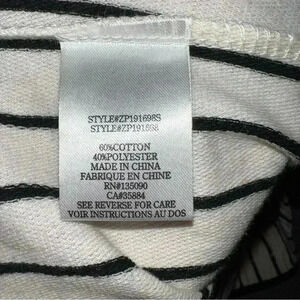 STYLE#ZP191698S
STYLE#ZP191698
60%COTTON
40%POLYESTER
MADE IN CHINA
FABRIQUE EN CHINE
RN#135090
CA#35884
SEE REVERSE FOR CARE
VOIR INSTRUCTIONS AU DOS